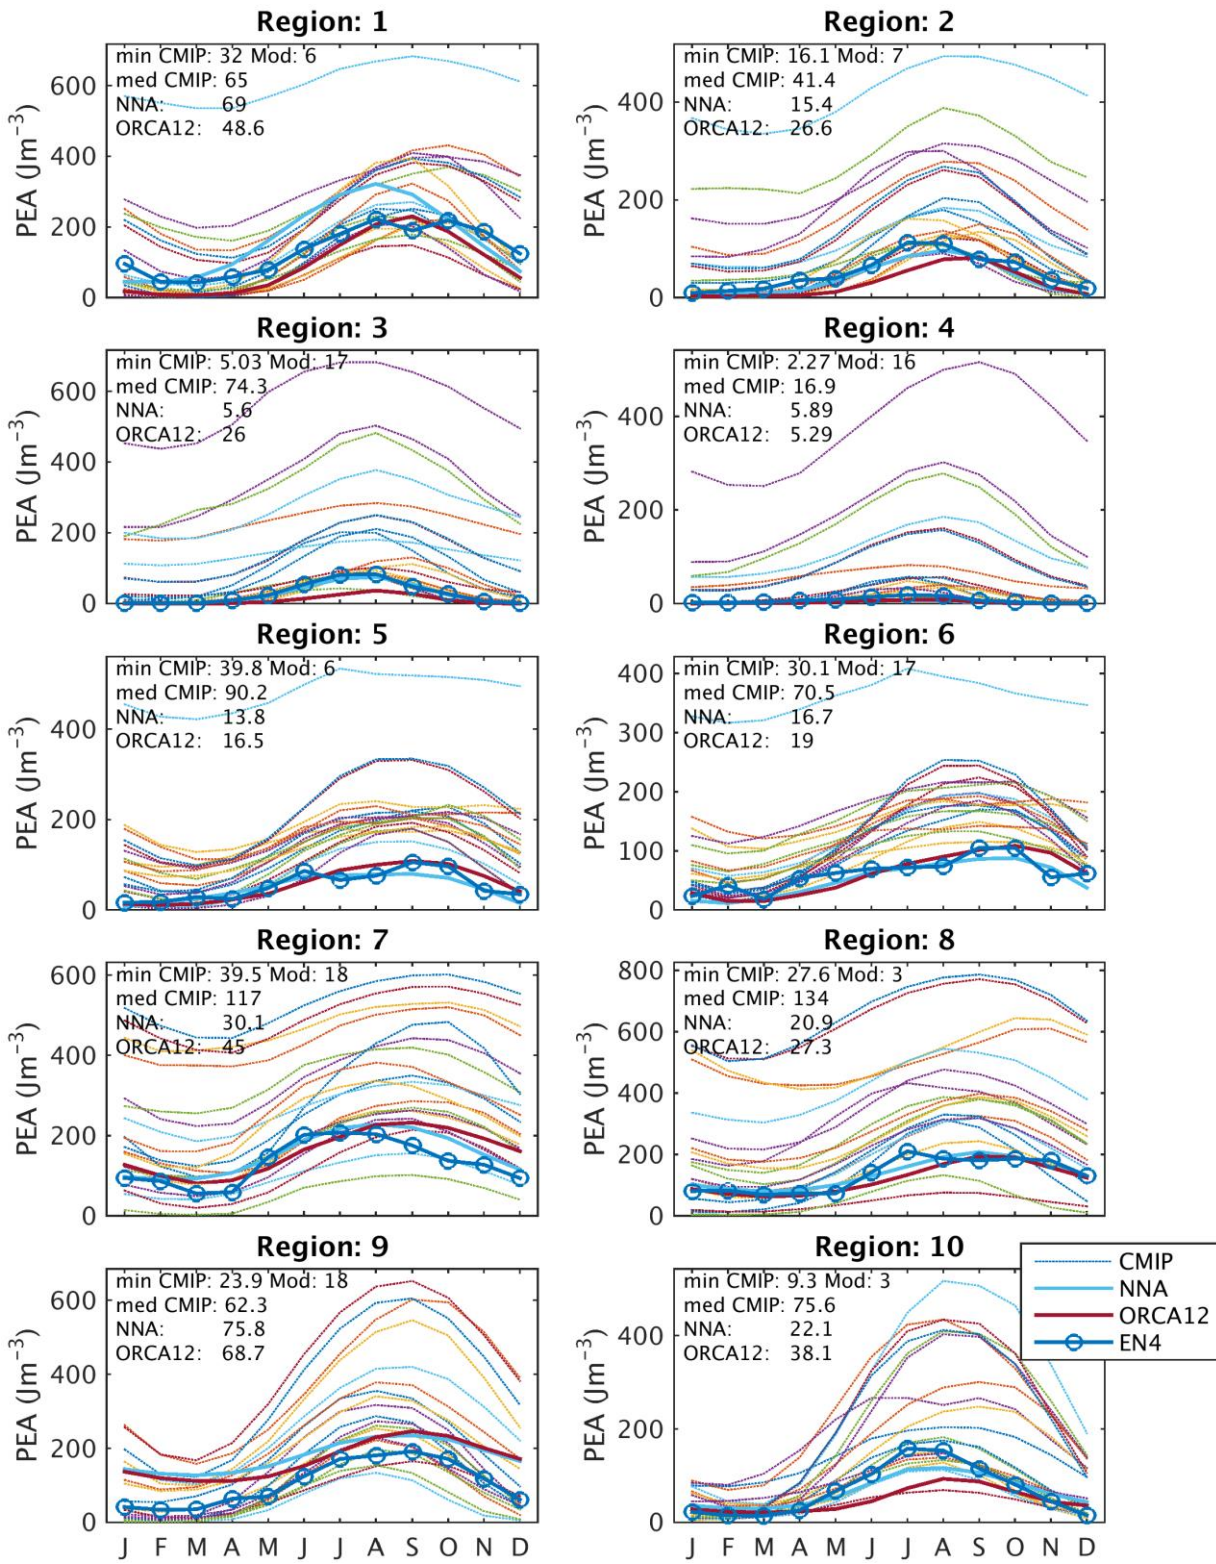 Region: 1
min CMIP: 32 Mod: 6
med CMIP: 65
NNA: 69
ORCA12: 48.6
PEA (Jm⁻³)
600
400
200
0
Region: 2
min CMIP: 16.1 Mod: 7
med CMIP: 41.4
NNA: 15.4
ORCA12: 26.6
PEA (Jm⁻³)
400
200
0
Region: 3
min CMIP: 5.03 Mod: 17
med CMIP: 74.3
NNA: 5.6
ORCA12: 26
PEA (Jm⁻³)
600
400
200
0
Region: 4
min CMIP: 2.27 Mod: 16
med CMIP: 16.9
NNA: 5.89
ORCA12: 5.29
PEA (Jm⁻³)
400
200
0
Region: 5
min CMIP: 39.8 Mod: 6
med CMIP: 90.2
NNA: 13.8
ORCA12: 16.5
PEA (Jm⁻³)
400
200
0
Region: 6
min CMIP: 30.1 Mod: 17
med CMIP: 70.5
NNA: 16.7
ORCA12: 19
PEA (Jm⁻³)
400
300
200
100
0
Region: 7
min CMIP: 39.5 Mod: 18
med CMIP: 117
NNA: 30.1
ORCA12: 45
PEA (Jm⁻³)
600
400
200
0
Region: 8
min CMIP: 27.6 Mod: 3
med CMIP: 134
NNA: 20.9
ORCA12: 27.3
PEA (Jm⁻³)
800
600
400
200
0
Region: 9
min CMIP: 23.9 Mod: 18
med CMIP: 62.3
NNA: 75.8
ORCA12: 68.7
PEA (Jm⁻³)
600
400
200
0
J F M A M J J A S O N D
Region: 10
min CMIP: 9.3 Mod: 3
med CMIP: 75.6
NNA: 22.1
ORCA12: 38.1
PEA (Jm⁻³)
400
200
0
J F M A M J J A S O N D
CMIP
NNA
ORCA12
EN4